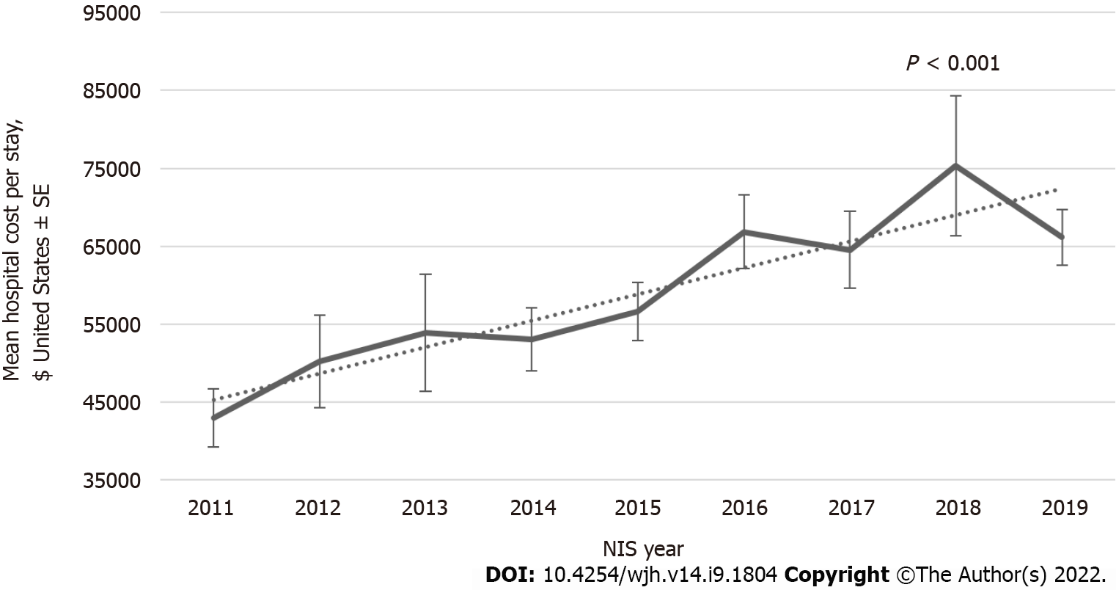 95000
P < 0.001
85000
75000
65000
55000
45000
35000
Mean hospital cost per stay,
$ United States ± SE
2011 2012 2013 2014 2015 2016 2017 2018 2019
NIS year
DOI: 10.4254/wjh.v14.i9.1804 Copyright ©The Author(s) 2022.